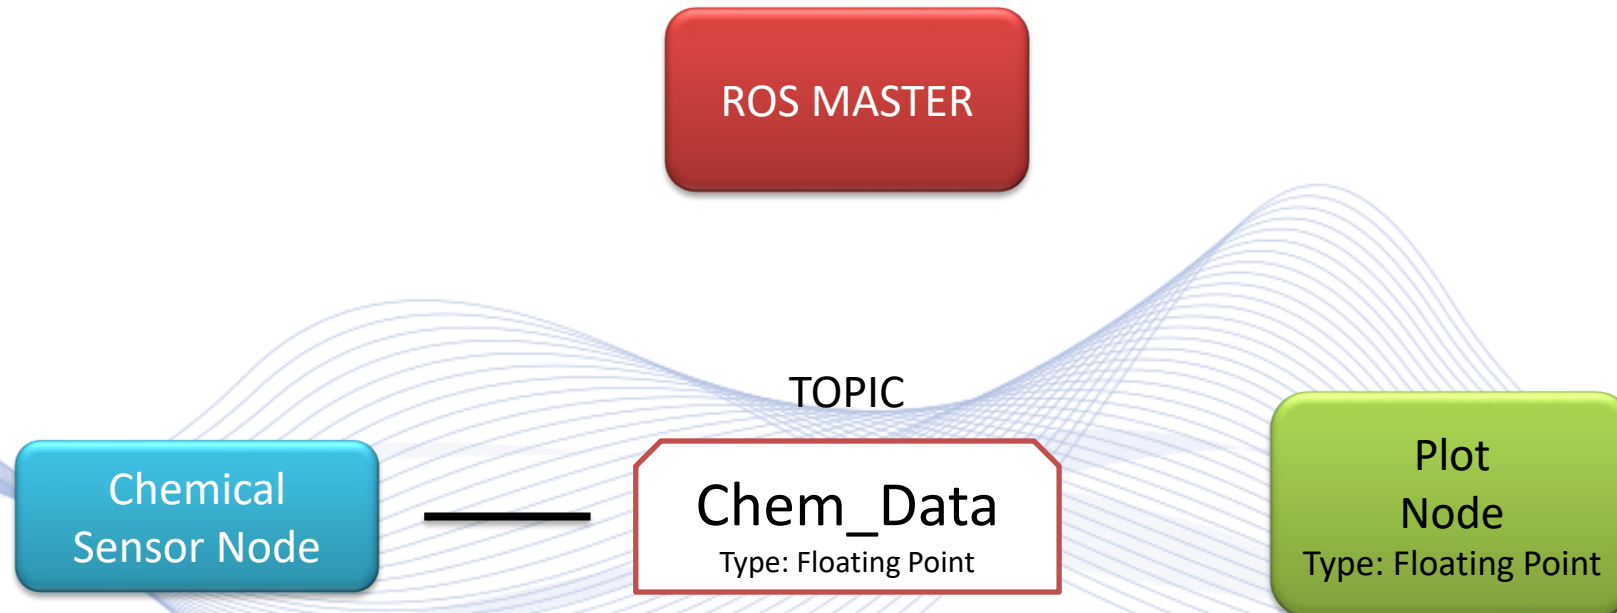 ROS MASTER
TOPIC
Chemical
Sensor Node
Chem_Data
Type: Floating Point
Plot
Node
Type: Floating Point